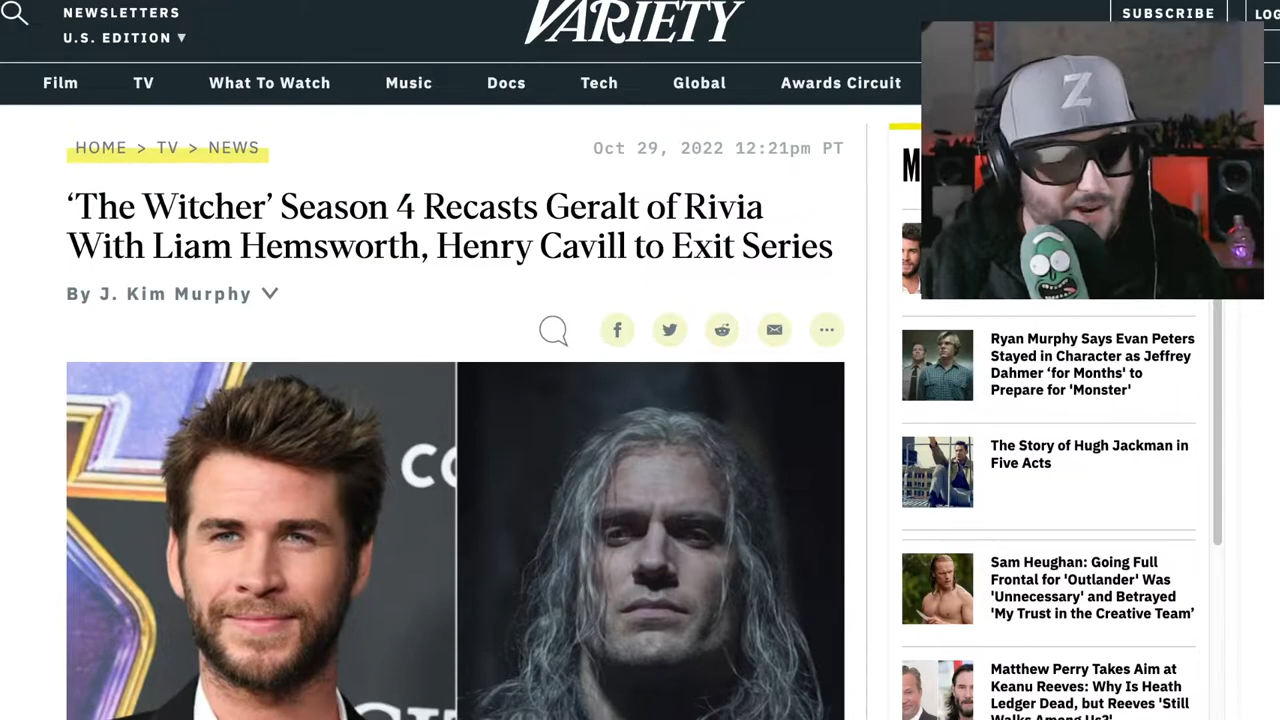 NEWSLETTERS
U.S. EDITION ▼
VARIETY
SUBSCRIBE
LOG
Film
TV
What To Watch
Music
Docs
Tech
Global
Awards Circuit
HOME > TV > NEWS
Oct 29, 2022 12:21pm PT
‘The Witcher’ Season 4 Recasts Geralt of Rivia
With Liam Hemsworth, Henry Cavill to Exit Series
By J. Kim Murphy
M
Z
Ryan Murphy Says Evan Peters
Stayed in Character as Jeffrey
Dahmer ‘for Months' to
Prepare for 'Monster'
The Story of Hugh Jackman in
Five Acts
Sam Heughan: Going Full
Frontal for 'Outlander' Was
'Unnecessary' and Betrayed
'My Trust in the Creative Team’
Matthew Perry Takes Aim at
Keanu Reeves: Why Is Heath
Ledger Dead, but Reeves 'Still
Walks Among Us?'